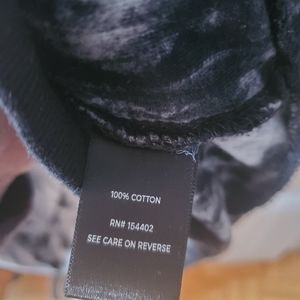 100% COTTON
RN# 154402
SEE CARE ON REVERSE